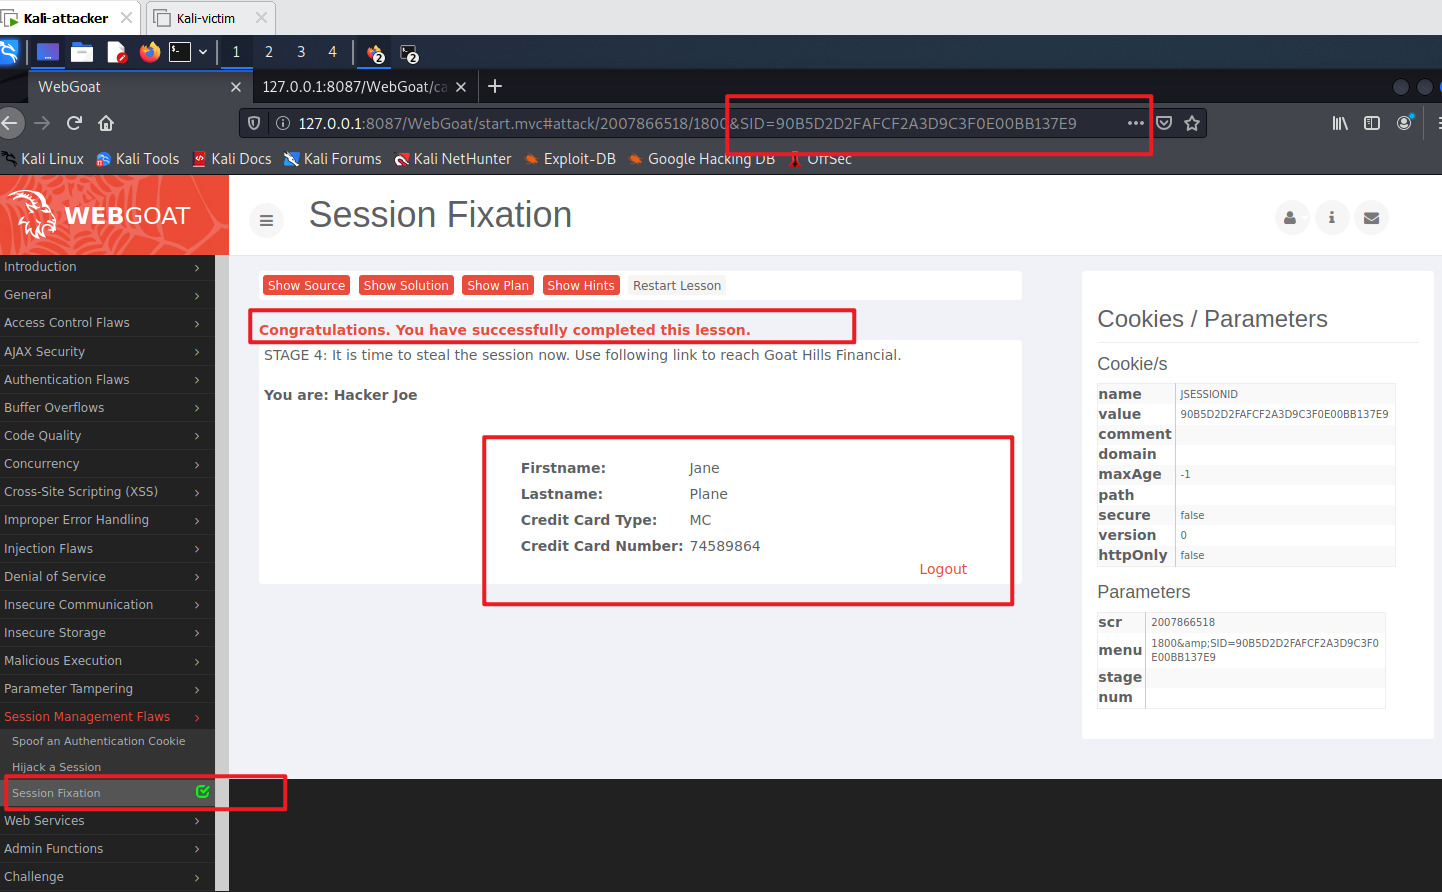 Kali-attacker
Kali-victim
1 2 3 4
2
2
WebGoat
127.0.0.1:8087/WebGoat/ca
127.0.0.1:8087/WebGoat/start.mvc#attack/2007866518/1800&SID=90B5D2D2FAFCF2A3D9C3F0E00BB137E9
Kali Linux
Kali Tools
Kali Docs
Kali Forums
Kali NetHunter
Exploit-DB
Google Hacking DB
OffSec
WEBGOAT
Session Fixation
Introduction
General
Access Control Flaws
AJAX Security
Authentication Flaws
Buffer Overflows
Code Quality
Concurrency
Cross-Site Scripting (XSS)
Improper Error Handling
Injection Flaws
Denial of Service
Insecure Communication
Insecure Storage
Malicious Execution
Parameter Tampering
Session Management Flaws
Spoof an Authentication Cookie
Hijack a Session
Session Fixation
Web Services
Admin Functions
Challenge
Show Source
Show Solution
Show Plan
Show Hints
Restart Lesson
Congratulations. You have successfully completed this lesson.
STAGE 4: It is time to steal the session now. Use following link to reach Goat Hills Financial.
You are: Hacker Joe
Firstname: Jane
Lastname: Plane
Credit Card Type: MC
Credit Card Number: 74589864
Logout
Cookies / Parameters
Cookie/s
name JSESSIONID
value 90B5D2D2FAFCF2A3D9C3F0E00BB137E9
comment
domain
maxAge -1
path
secure false
version 0
httpOnly false
Parameters
scr 2007866518
menu 1800&amp;SID=90B5D2D2FAFCF2A3D9C3F0
E00BB137E9
stage
num